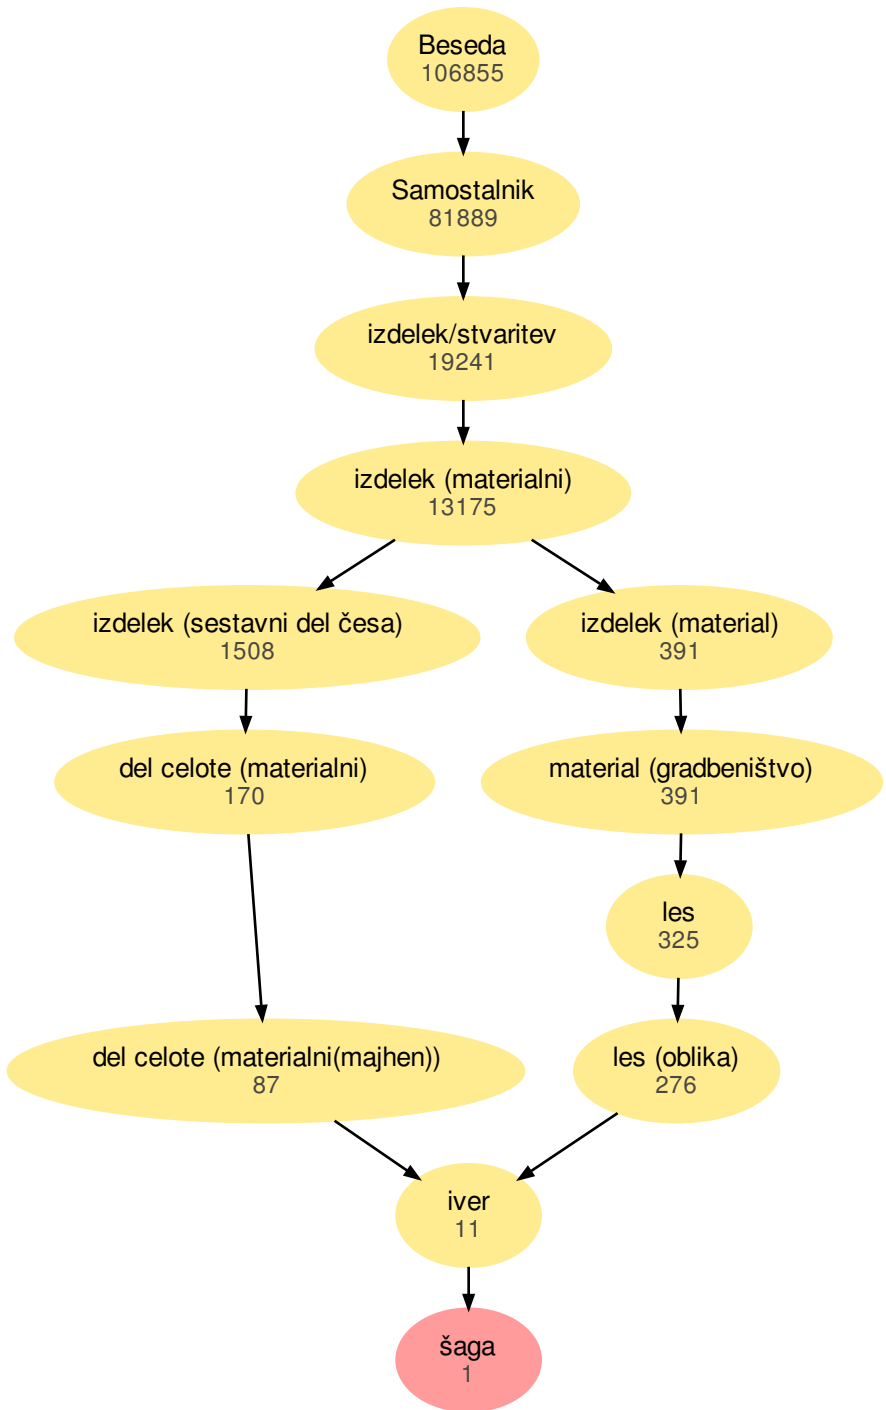 Beseda
106855
Samostalnik
81889
izdelek/stvaritev
19241
izdelek (materialni)
13175
izdelek (sestavni del česa)
1508
izdelek (material)
391
del celote (materialni)
170
material (gradbeništvo)
391
les
325
del celote (materialni(majhen))
87
les (oblika)
276
iver
11
šaga
1